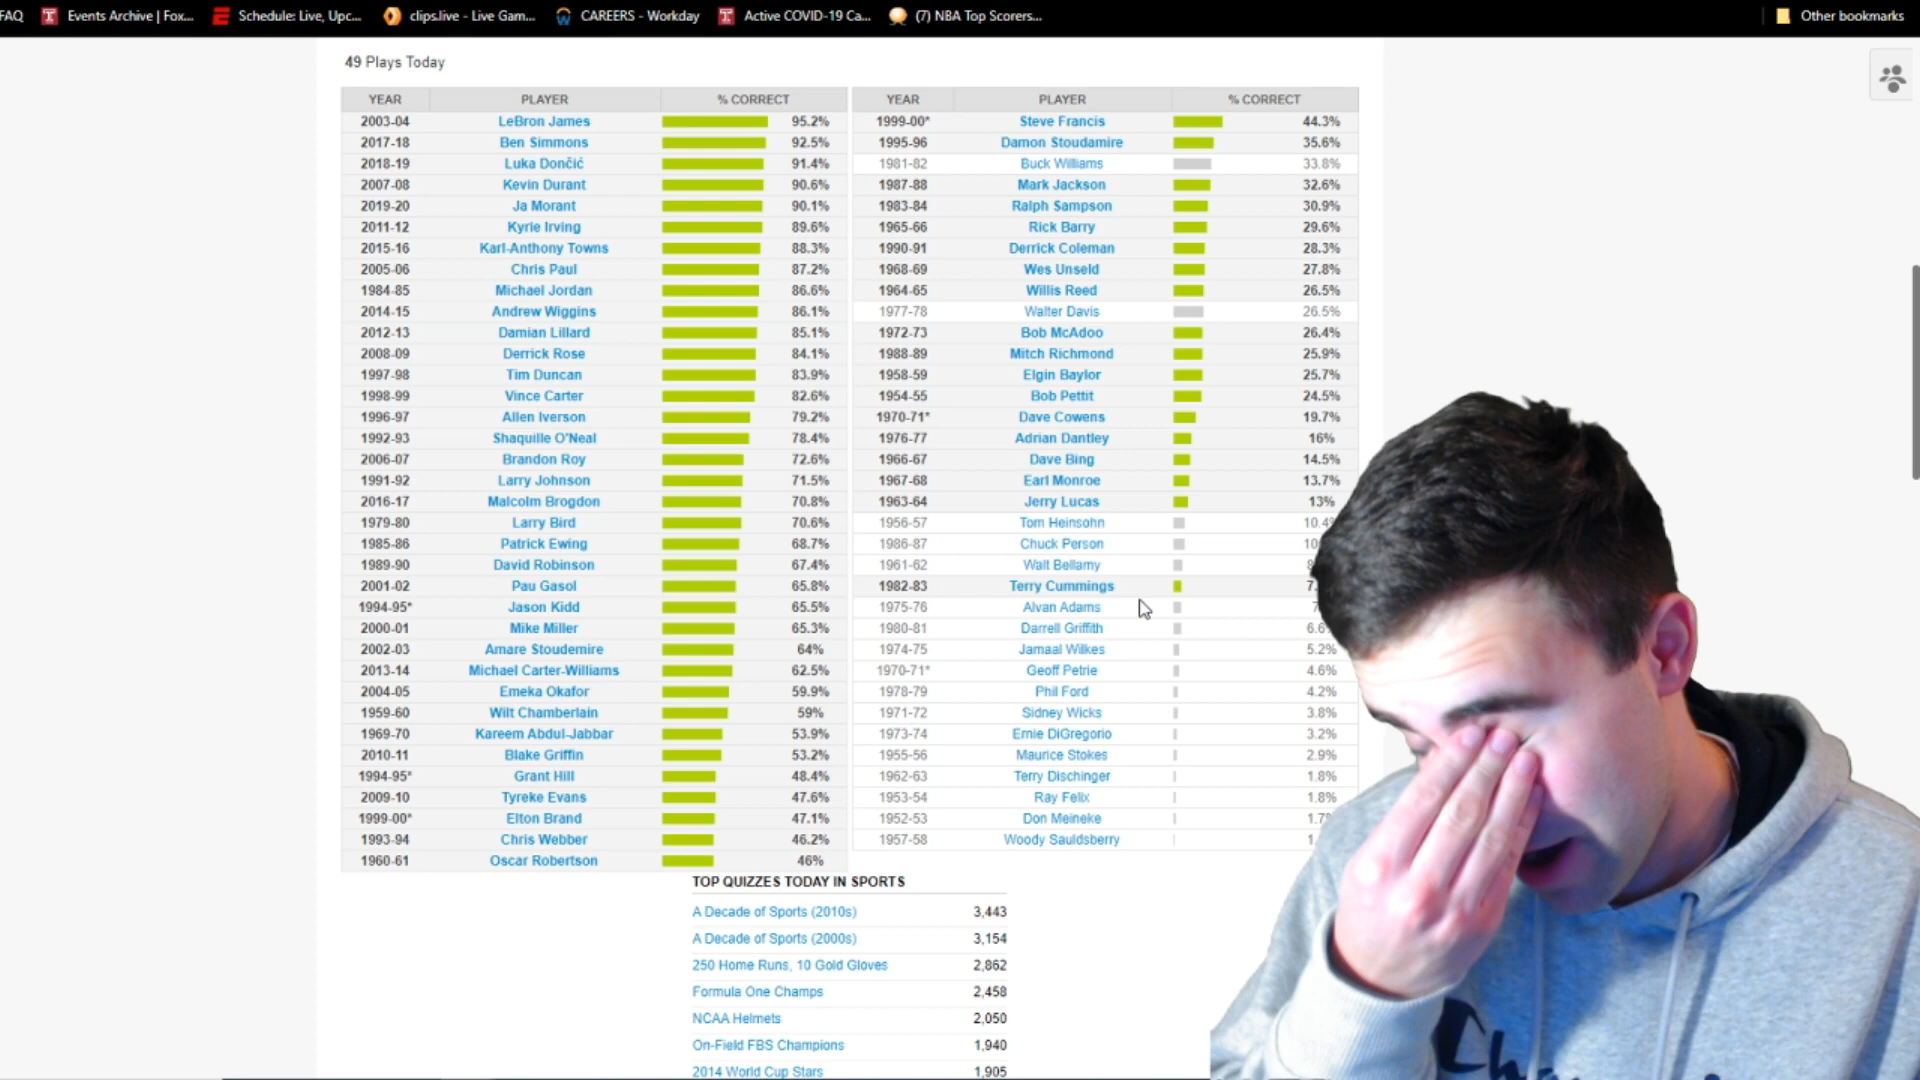 FAQ Events Archive | Fox... Schedule: Live, Upc... clips.live - Live Gam... CAREERS - Workday Active COVID-19 Ca... (7) NBA Top Scorers... Other bookmarks
49 Plays Today
YEAR PLAYER % CORRECT
2003-04 LeBron James 95.2%
2017-18 Ben Simmons 92.5%
2018-19 Luka Dončić 91.4%
2007-08 Kevin Durant 90.6%
2019-20 Ja Morant 90.1%
2011-12 Kyrie Irving 89.6%
2015-16 Karl-Anthony Towns 88.3%
2005-06 Chris Paul 87.2%
1984-85 Michael Jordan 86.6%
2014-15 Andrew Wiggins 86.1%
2012-13 Damian Lillard 85.1%
2008-09 Derrick Rose 84.1%
1997-98 Tim Duncan 83.9%
1998-99 Vince Carter 82.6%
1996-97 Allen Iverson 79.2%
1992-93 Shaquille O'Neal 78.4%
2006-07 Brandon Roy 72.6%
1991-92 Larry Johnson 71.5%
2016-17 Malcolm Brogdon 70.8%
1979-80 Larry Bird 70.6%
1985-86 Patrick Ewing 68.7%
1989-90 David Robinson 67.4%
2001-02 Pau Gasol 65.8%
1994-95* Jason Kidd 65.5%
2000-01 Mike Miller 65.3%
2002-03 Amare Stoudemire 64%
2013-14 Michael Carter-Williams 62.5%
2004-05 Emeka Okafor 59.9%
1959-60 Wilt Chamberlain 59%
1969-70 Kareem Abdul-Jabbar 53.9%
2010-11 Blake Griffin 53.2%
1994-95* Grant Hill 48.4%
2009-10 Tyreke Evans 47.6%
1999-00* Elton Brand 47.1%
1993-94 Chris Webber 46.2%
1960-61 Oscar Robertson 46%
YEAR PLAYER % CORRECT
1999-00* Steve Francis 44.3%
1995-96 Damon Stoudamire 35.6%
1981-82 Buck Williams 33.8%
1987-88 Mark Jackson 32.6%
1983-84 Ralph Sampson 30.9%
1965-66 Rick Barry 29.6%
1990-91 Derrick Coleman 28.3%
1968-69 Wes Unseld 27.8%
1964-65 Willis Reed 26.5%
1977-78 Walter Davis 26.5%
1972-73 Bob McAdoo 26.4%
1988-89 Mitch Richmond 25.9%
1958-59 Elgin Baylor 25.7%
1954-55 Bob Pettit 24.5%
1970-71* Dave Cowens 19.7%
1976-77 Adrian Dantley 16%
1966-67 Dave Bing 14.5%
1967-68 Earl Monroe 13.7%
1963-64 Jerry Lucas 13%
1956-57 Tom Heinsohn 10.4
1986-87 Chuck Person 10
1961-62 Walt Bellamy
1982-83 Terry Cummings 7
1975-76 Alvan Adams 7
1980-81 Darrell Griffith 6.6
1974-75 Jamaal Wilkes 5.2%
1970-71* Geoff Petrie 4.6%
1978-79 Phil Ford 4.2%
1971-72 Sidney Wicks 3.8%
1973-74 Ernie DiGregorio 3.2%
1955-56 Maurice Stokes 2.9%
1962-63 Terry Dischinger 1.8%
1953-54 Ray Felix 1.8%
1952-53 Don Meineke 1.7
1957-58 Woody Sauldsberry 1.
TOP QUIZZES TODAY IN SPORTS
A Decade of Sports (2010s) 3,443
A Decade of Sports (2000s) 3,154
250 Home Runs, 10 Gold Gloves 2,862
Formula One Champs 2,458
NCAA Helmets 2,050
On-Field FBS Champions 1,940
2014 World Cup Stars 1,905